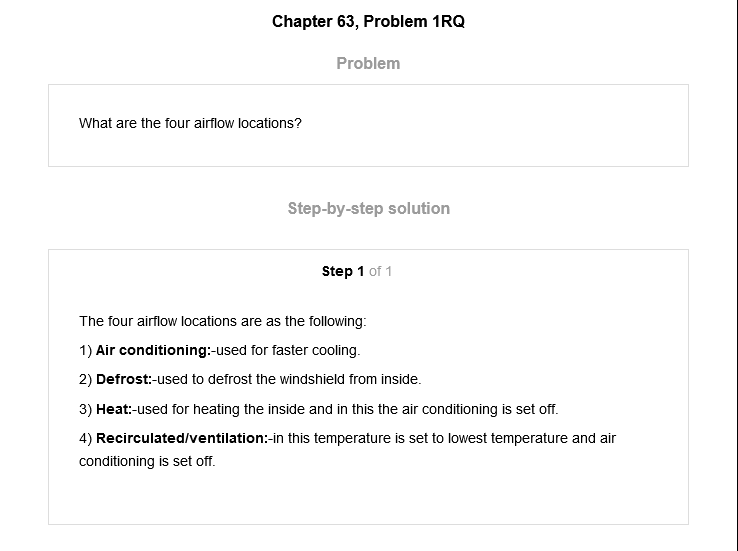 Chapter 63, Problem 1RQ
Problem
What are the four airflow locations?
Step-by-step solution
Step 1 of 1
The four airflow locations are as the following:
1) Air conditioning:-used for faster cooling.
2) Defrost:-used to defrost the windshield from inside.
3) Heat:-used for heating the inside and in this the air conditioning is set off.
4) Recirculated/ventilation:-in this temperature is set to lowest temperature and air
conditioning is set off.